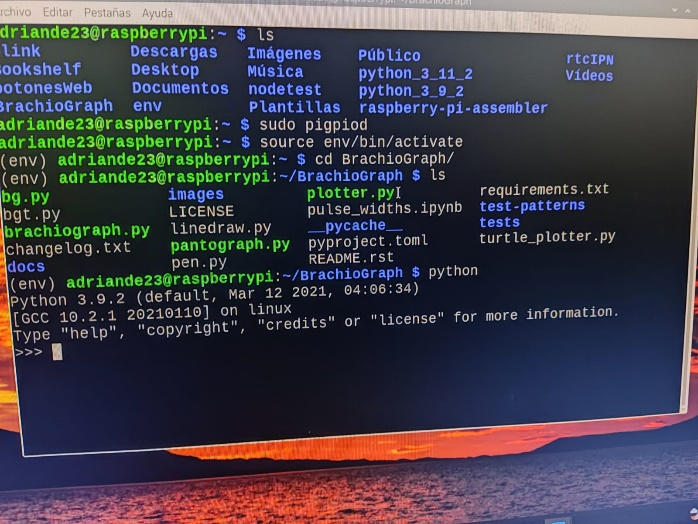 rchivo Editar Pestañas Ayuda
adriande23@raspberrypi:~ $ ls
link Descargas Imágenes Público rtcIPN
ookshelf Desktop Música python_3_11_2 Vídeos
otonesWeb Documentos nodetest python_3_9_2
BrachioGraph env Plantillas raspberry-pi-assembler
adriande23@raspberrypi:~ $ sudo pigpiod
adriande23@raspberrypi:~ $ source env/bin/activate
(env) adriande23@raspberrypi:~ $ cd BrachioGraph/
(env) adriande23@raspberrypi:~/BrachioGraph $ ls
bg.py images plotter.py requirements.txt
bgt.py LICENSE pulse_widths.ipynb test-patterns
brachiograph.py linedraw.py __pycache__ tests
changelog.txt pantograph.py pyproject.toml turtle_plotter.py
docs pen.py README.rst
(env) adriande23@raspberrypi:~/BrachioGraph $ python
Python 3.9.2 (default, Mar 12 2021, 04:06:34)
[GCC 10.2.1 20210110] on linux
Type "help", "copyright", "credits" or "license" for more information.
>>>